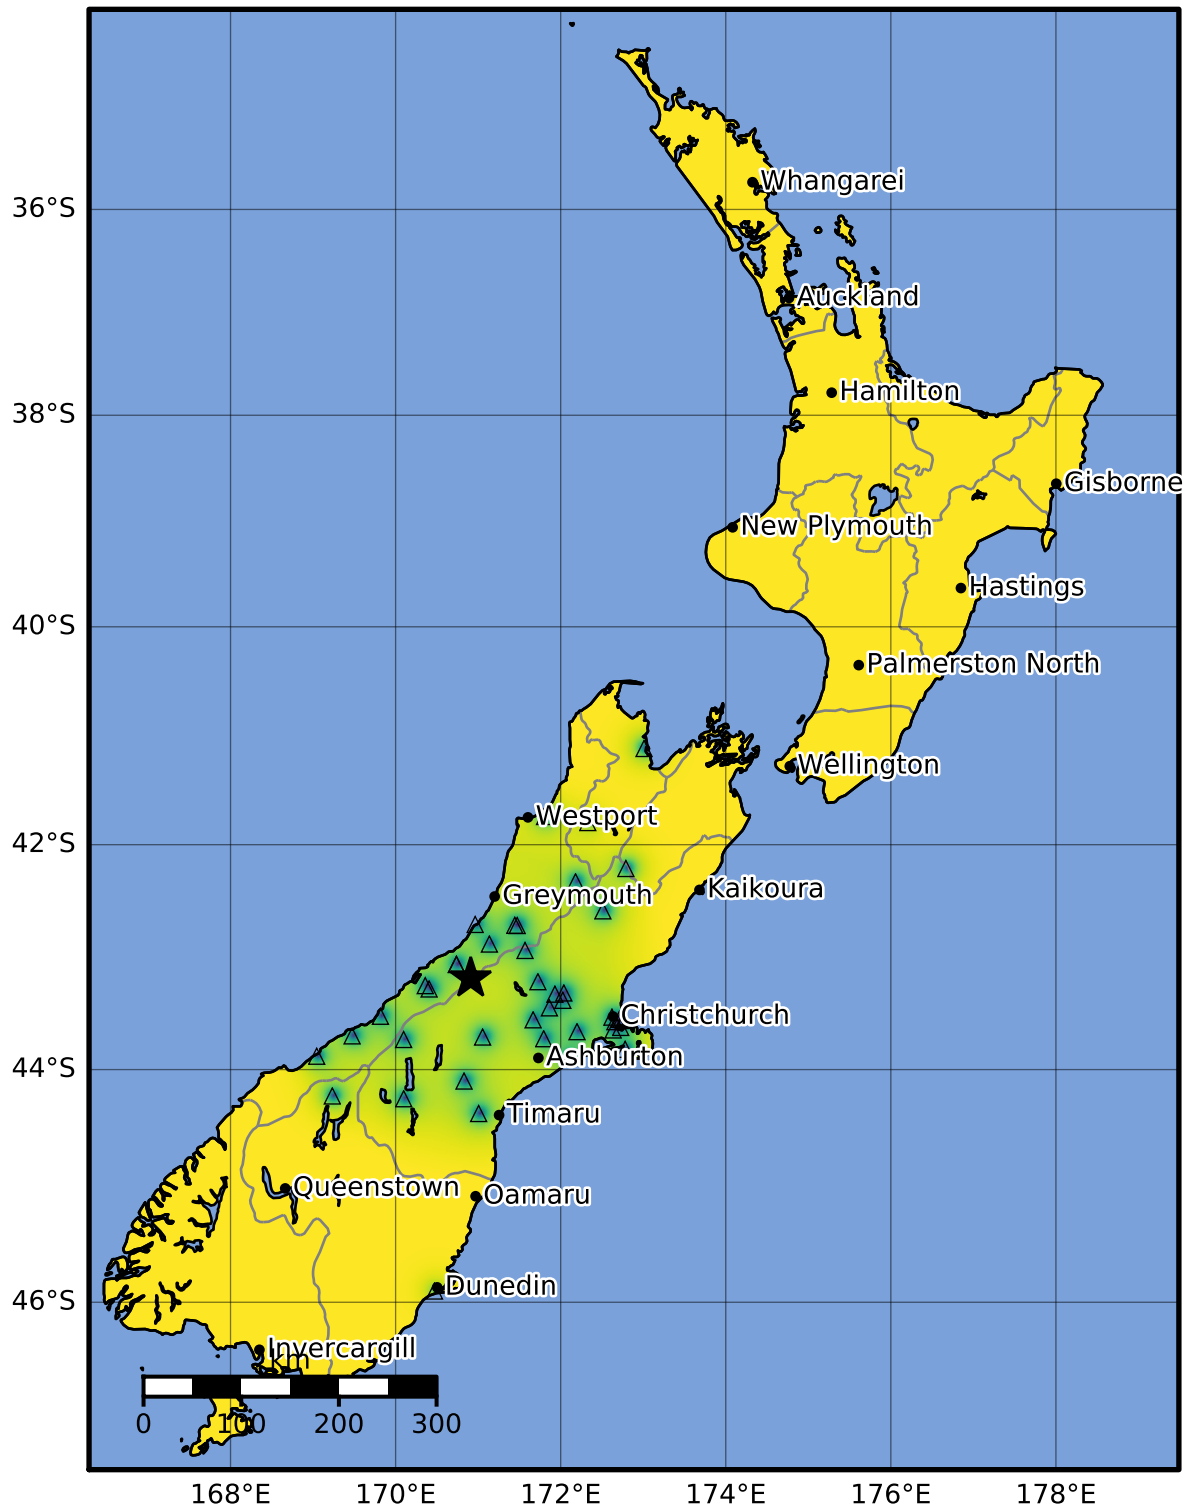 Whangarei
36°S
Auckland
Hamilton
38°S
Gisborne
New Plymouth
Hastings
40°S
Palmerston North
Wellington
Westport
42°S
Kaikoura
Greymouth
Christchurch
Ashburton
44°S
Timaru
Queenstown
Oamaru
Dunedin
46°S
Invercargill
km
0 100 200 300
168°E 170°E 172°E 174°E 176°E 178°E